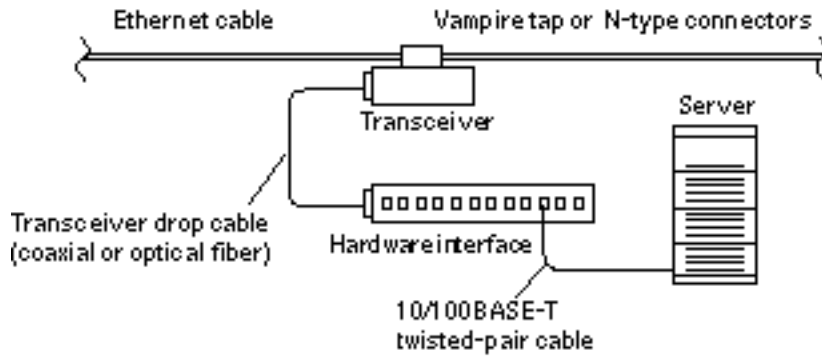 Ethernet cable
Vampire tap or N-type connectors
Server
Transceiver
Transceiver drop cable
(coaxial or optical fiber)
Hardware interface
10/100BASE-T
twisted-pair cable